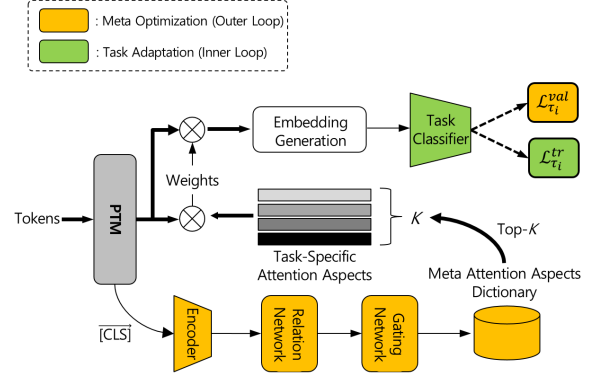 : Meta Optimization (Outer Loop)
: Task Adaptation (Inner Loop)
Embedding
Generation
Task
Classifier
ℒ_{τ_i}^{val}
ℒ_{τ_i}^{tr}
Weights
PTM
Tokens
K
Top-K
Task-Specific
Attention Aspects
Meta Attention Aspects
Dictionary
[CLS]
Encoder
Relation
Network
Gating
Network